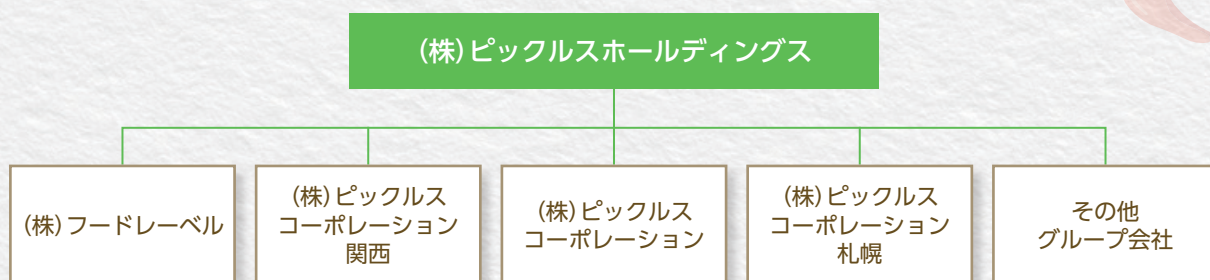 (株)ピックルスホールディングス
(株)フードレーベル
(株)ピックルス
コーポレーション
関西
(株)ピックルス
コーポレーション
(株)ピックルス
コーポレーション
札幌
その他
グループ会社